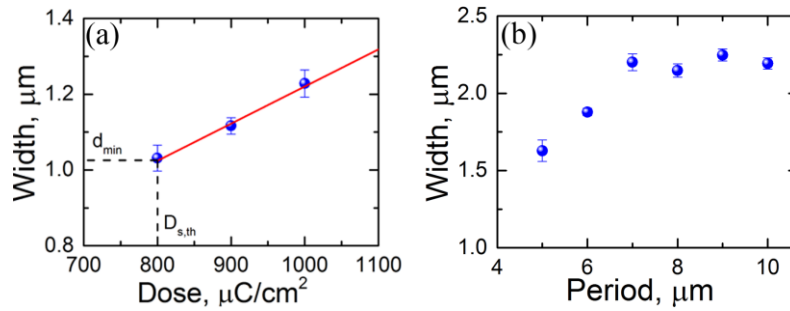 (a)
1.4
1.2
1.0
0.8
Width, μm
d_min
D_s,th
700 800 900 1000 1100
Dose, μC/cm²
(b)
2.5
2.0
1.5
1.0
Width, μm
4 6 8 10
Period, μm